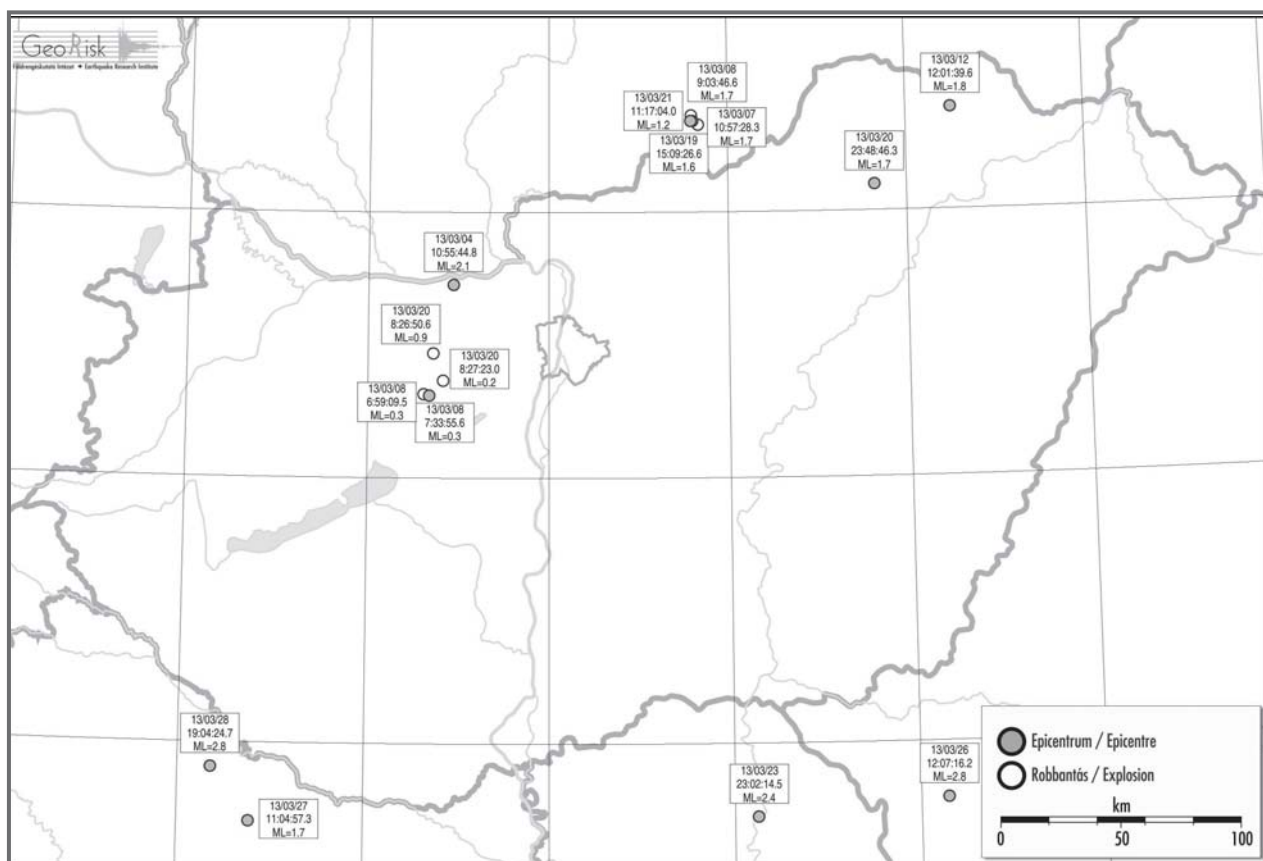 GeoRisk
Földrengéskutató Intézet ✦ Earthquake Research Institute
13/03/12
12:01:39.6
ML=1.8
13/03/08
9:03:46.6
ML=1.7
13/03/21
11:17:04.0
ML=1.2
13/03/07
10:57:28.3
ML=1.7
13/03/19
15:09:26.6
ML=1.6
13/03/20
23:48:46.3
ML=1.7
13/03/04
10:55:44.8
ML=2.1
13/03/20
8:26:50.6
ML=0.9
13/03/20
8:27:23.0
ML=0.2
13/03/08
6:59:09.5
ML=0.3
13/03/08
7:33:55.6
ML=0.3
13/03/28
19:04:24.7
ML=2.8
13/03/27
11:04:57.3
ML=1.7
13/03/23
23:02:14.5
ML=2.4
13/03/26
12:07:16.2
ML=2.8
Epicentrum / Epicentre
Robbantás / Explosion
km
0 50 100